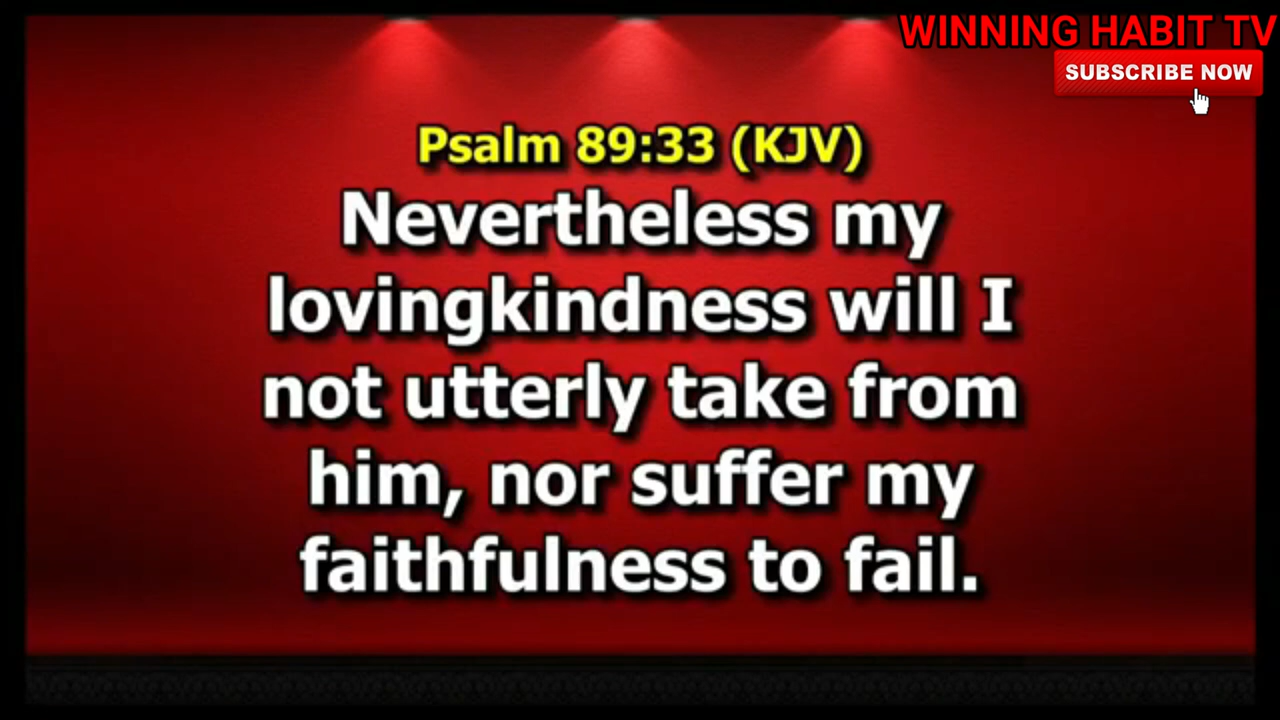 WINNING HABIT TV
SUBSCRIBE NOW
Psalm 89:33 (KJV)
Nevertheless my
lovingkindness will I
not utterly take from
him, nor suffer my
faithfulness to fail.